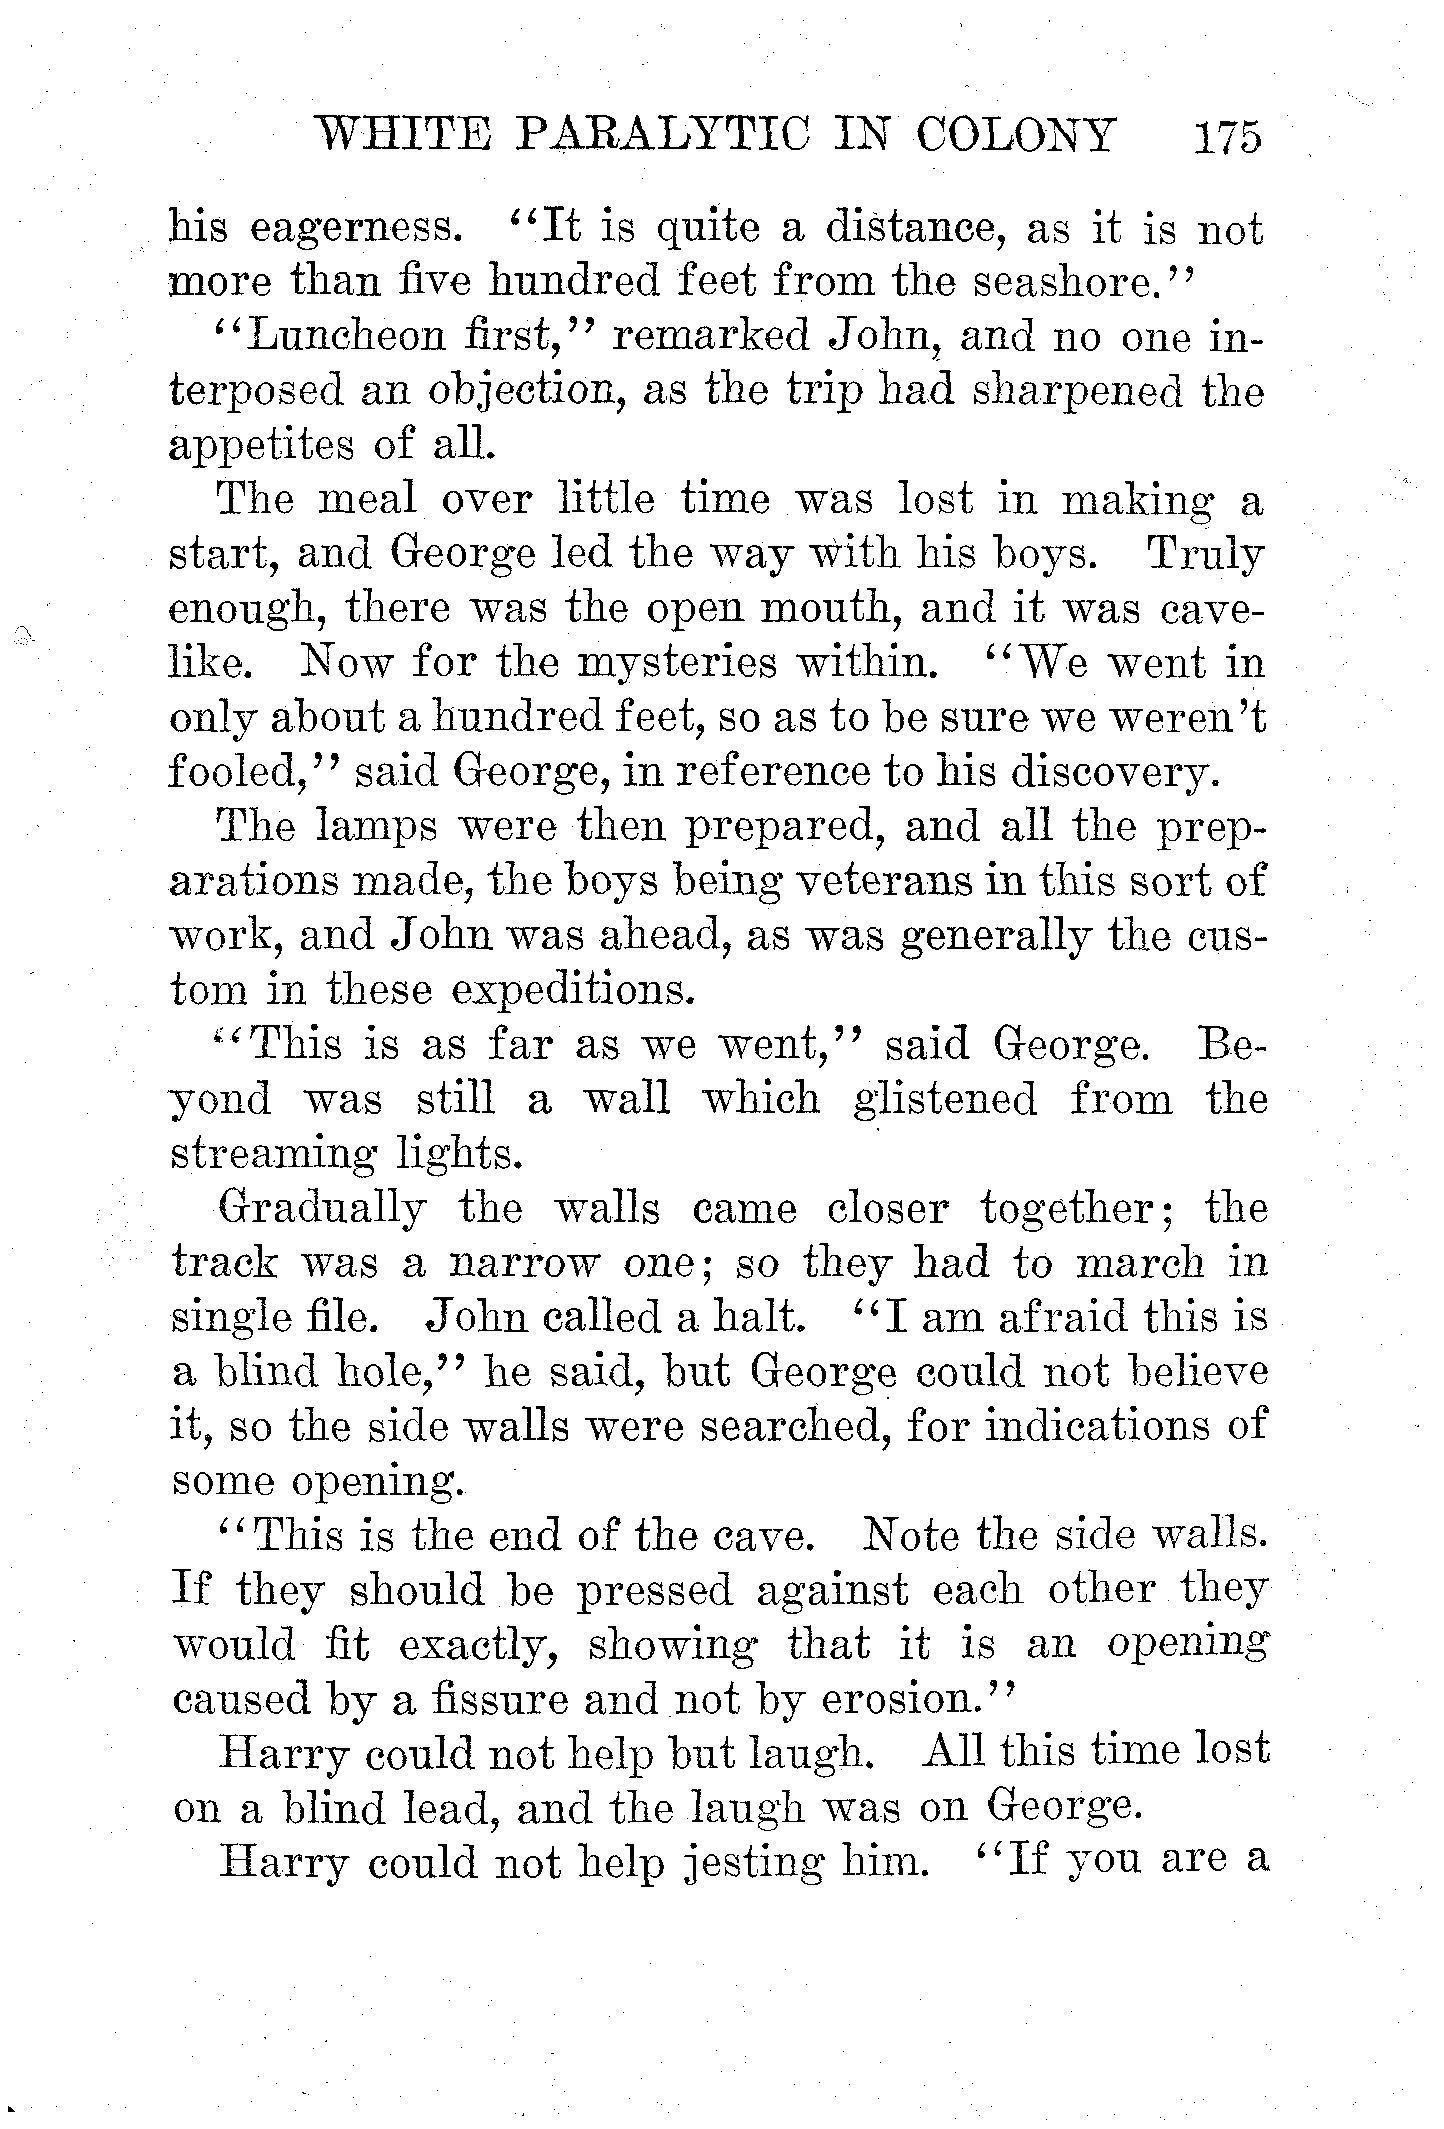 WHITE PARALYTIC IN COLONY 175
his eagerness. "It is quite a distance, as it is not
more than five hundred feet from the seashore."
"Luncheon first," remarked John, and no one in-
terposed an objection, as the trip had sharpened the
appetites of all.
The meal over little time was lost in making a
start, and George led the way with his boys. Truly
enough, there was the open mouth, and it was cave-
like. Now for the mysteries within. "We went in
only about a hundred feet, so as to be sure we weren't
fooled," said George, in reference to his discovery.
The lamps were then prepared, and all the prep-
arations made, the boys being veterans in this sort of
work, and John was ahead, as was generally the cus-
tom in these expeditions.
"This is as far as we went," said George. Be-
yond was still a wall which glistened from the
streaming lights.
Gradually the walls came closer together; the
track was a narrow one; so they had to march in
single file. John called a halt. "I am afraid this is
a blind hole," he said, but George could not believe
it, so the side walls were searched, for indications of
some opening.
"This is the end of the cave. Note the side walls.
If they should be pressed against each other they
would fit exactly, showing that it is an opening
caused by a fissure and not by erosion."
Harry could not help but laugh. All this time lost
on a blind lead, and the laugh was on George.
Harry could not help jesting him. "If you are a